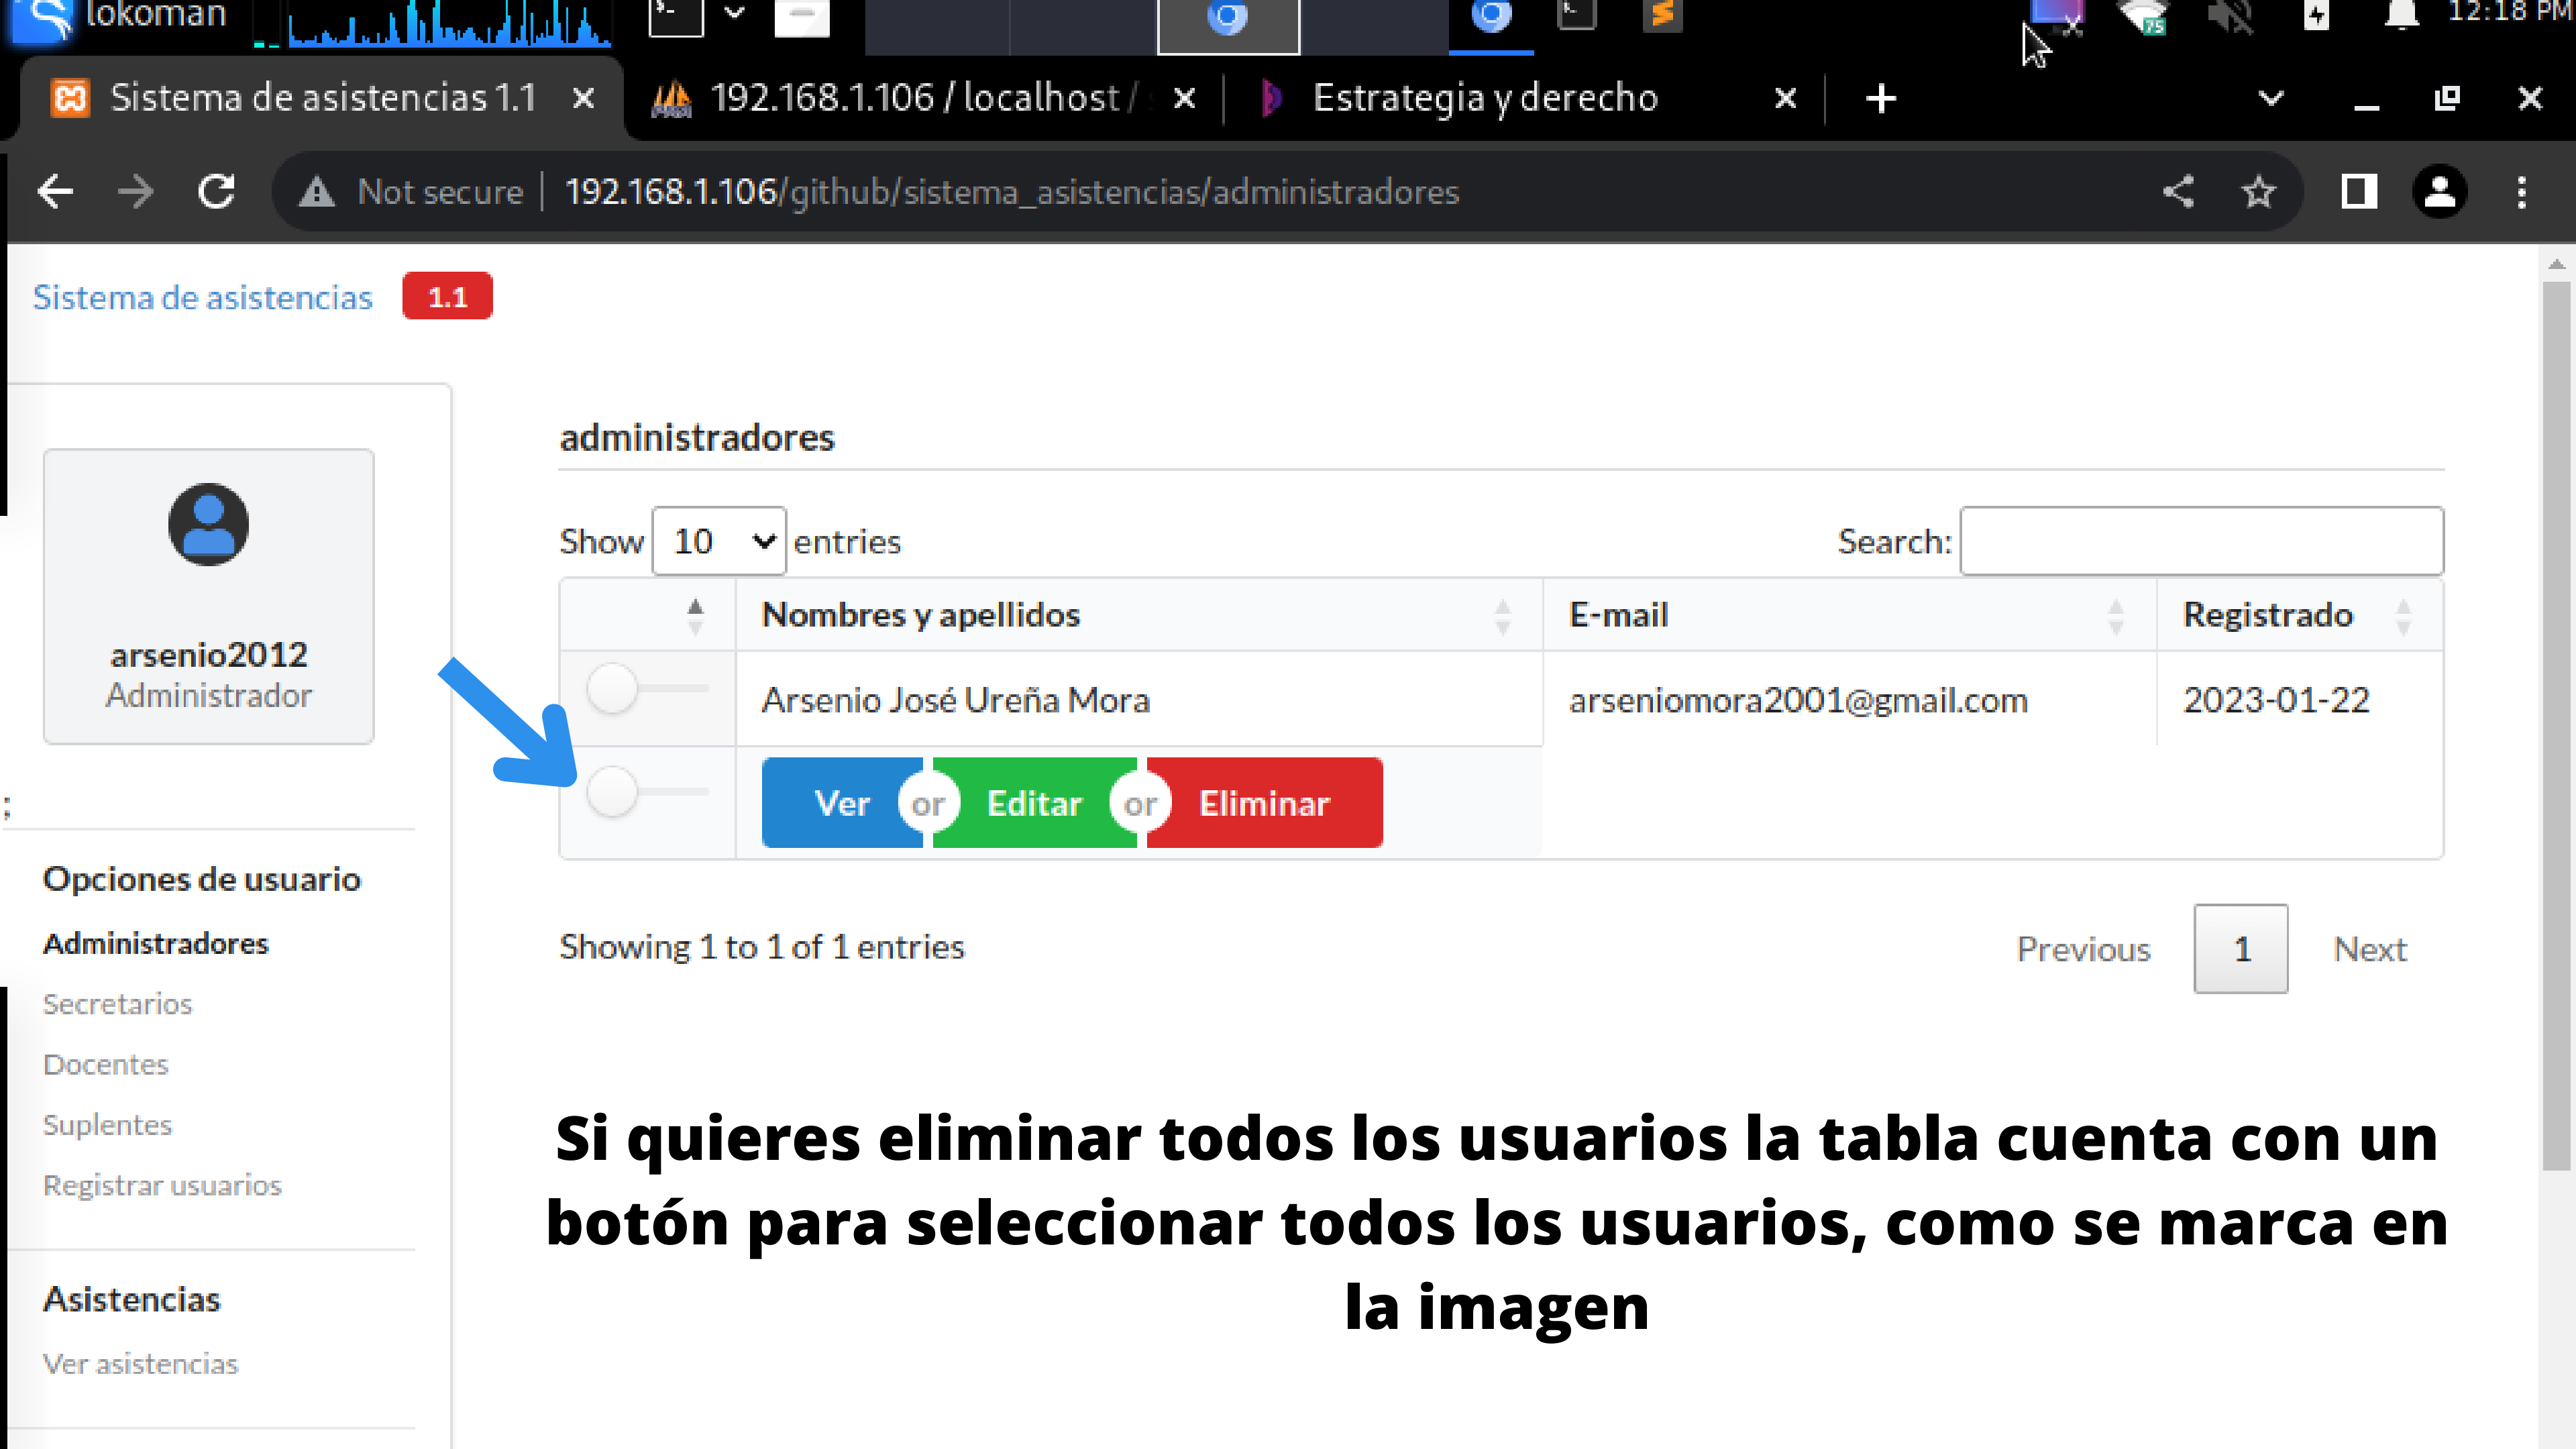 lokoman
12:18 PM
75
Sistema de asistencias 1.1
192.168.1.106 / localhost /
Estrategia y derecho
Not secure
192.168.1.106/github/sistema_asistencias/administradores
Sistema de asistencias
1.1
arsenio2012
Administrador
;
Opciones de usuario
Administradores
Secretarios
Docentes
Suplentes
Registrar usuarios
Asistencias
Ver asistencias
administradores
Show 10 entries
Search:
Nombres y apellidos
E-mail
Registrado
Arsenio José Ureña Mora
arseniomora2001@gmail.com
2023-01-22
Ver or Editar or Eliminar
Showing 1 to 1 of 1 entries
Previous 1 Next
Si quieres eliminar todos los usuarios la tabla cuenta con un
botón para seleccionar todos los usuarios, como se marca en
la imagen